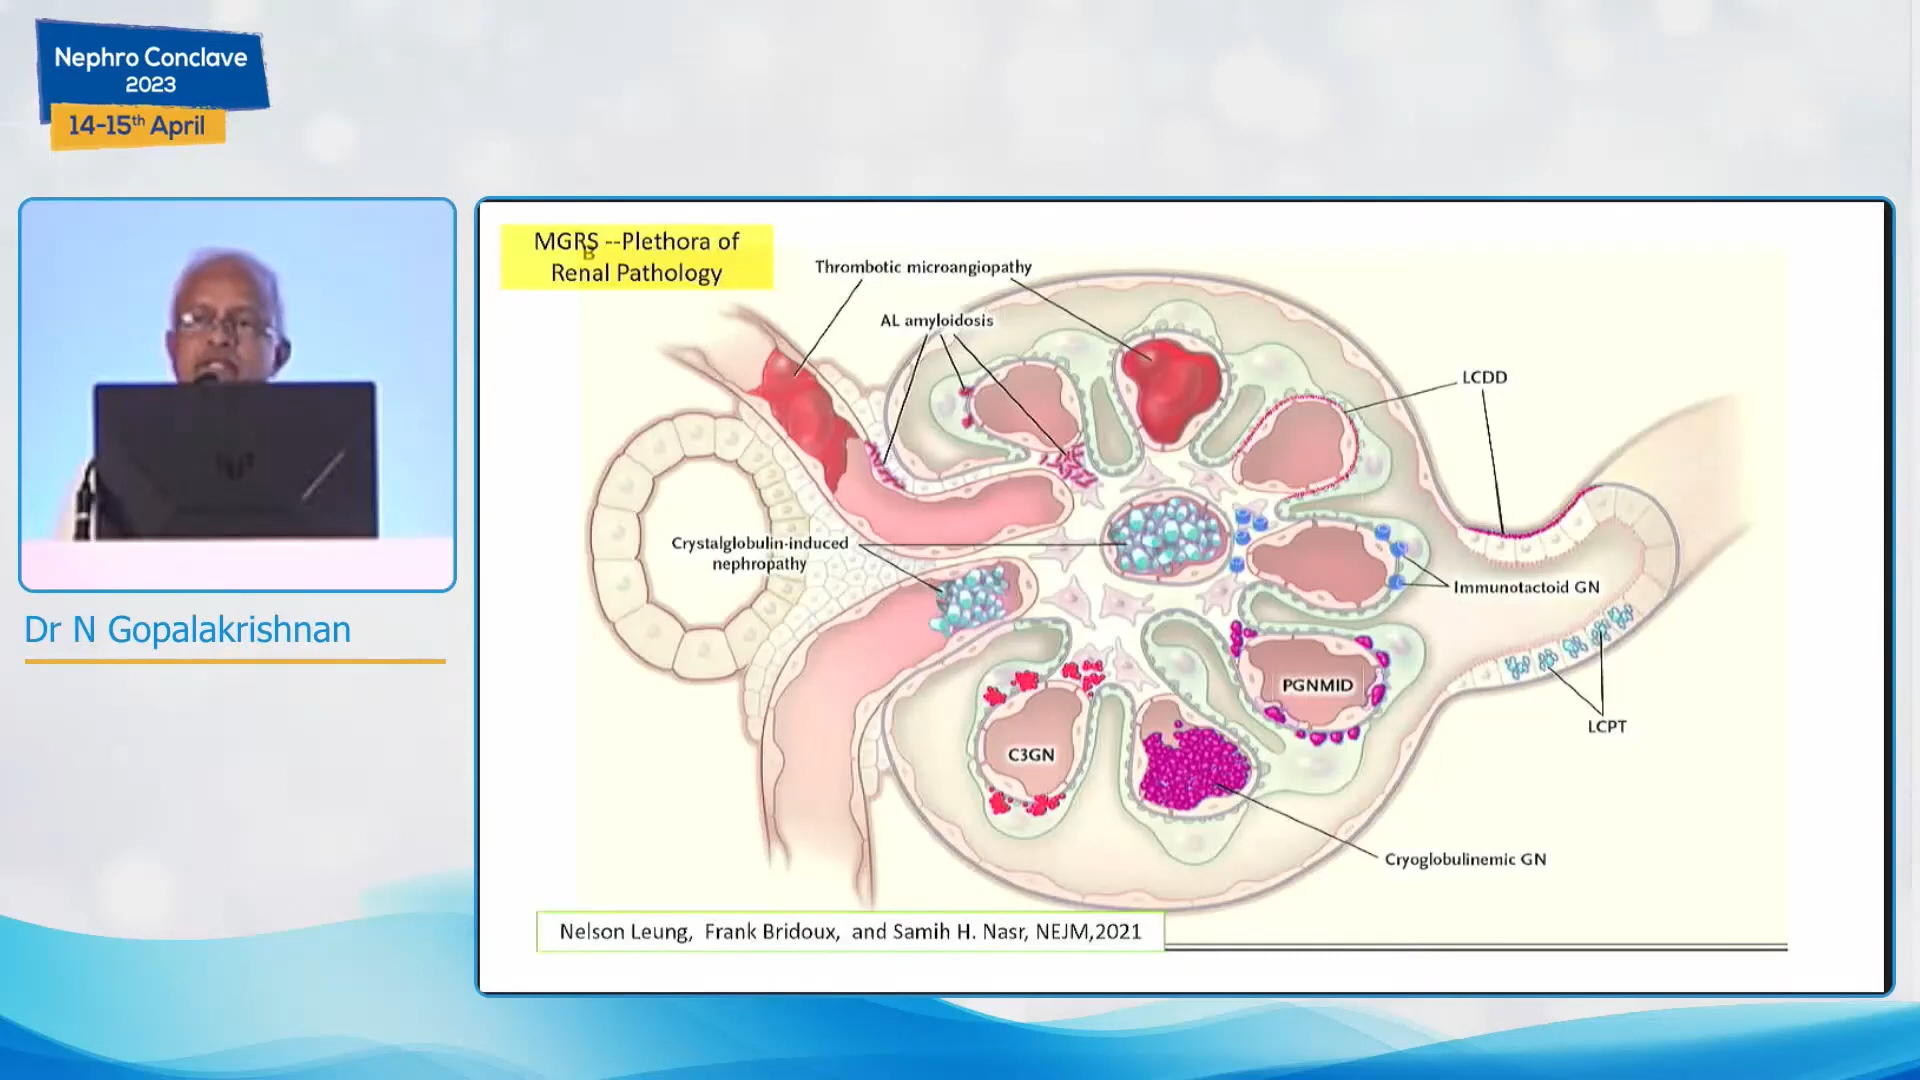 Nephro Conclave
2023
14-15th April
Dr N Gopalakrishnan
MGRS --Plethora of
B
Renal Pathology
Thrombotic microangiopathy
AL amyloidosis
LCDD
Crystalglobulin-induced
nephropathy
Immunotactoid GN
PGNMID
LCPT
C3GN
Cryoglobulinemic GN
Nelson Leung, Frank Bridoux, and Samih H. Nasr, NEJM,2021